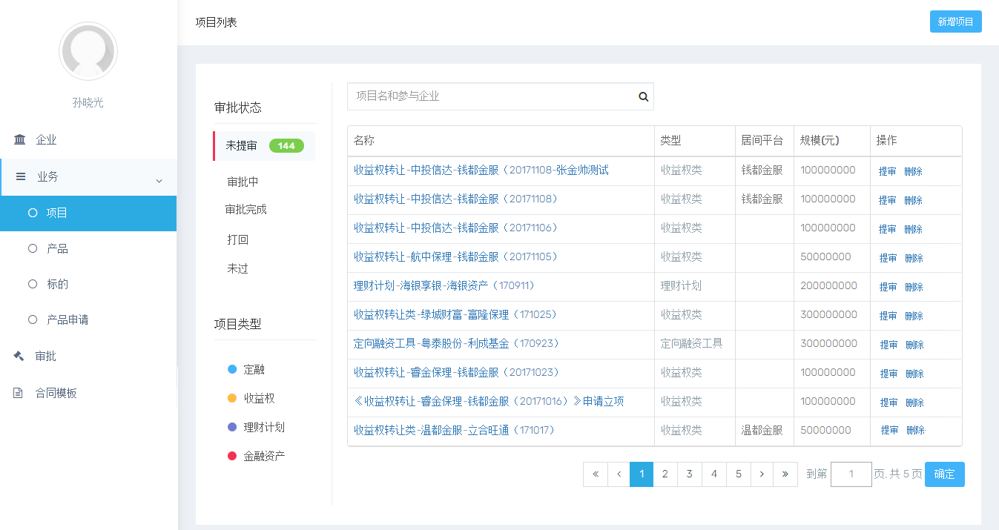 项目列表
新增项目
孙晓光
企业
业务
项目
产品
标的
产品申请
审批
合同模板
审批状态
未提审 144
审批中
审批完成
打回
未过
项目类型
定融
收益权
理财计划
金融资产
项目名和参与企业
名称 类型 居间平台 规模(元) 操作
收益权转让-中投信达-钱都金服（20171108-张金帅测试 收益权类 钱都金服 100000000 提审 删除
收益权转让-中投信达-钱都金服（20171108） 收益权类 钱都金服 100000000 提审 删除
收益权转让-中投信达-钱都金服（20171106） 收益权类 100000000 提审 删除
收益权转让-航中保理-钱都金服（20171105） 收益权类 50000000 提审 删除
理财计划-海银享银-海银资产（170911） 理财计划 200000000 提审 删除
收益权转让类-绿城财富-富隆保理（171025） 收益权类 300000000 提审 删除
定向融资工具-粤泰股份-利成基金（170923） 定向融资工具 300000000 提审 删除
收益权转让-睿金保理-钱都金服（20171023） 收益权类 100000000 提审 删除
《收益权转让-睿金保理-钱都金服（20171016）》申请立项 收益权类 100000000 提审 删除
收益权转让类-温都金服-立合旺通（171017） 收益权类 温都金服 50000000 提审 删除
« ‹ 1 2 3 4 5 › » 到第 1 页, 共 5 页 确定